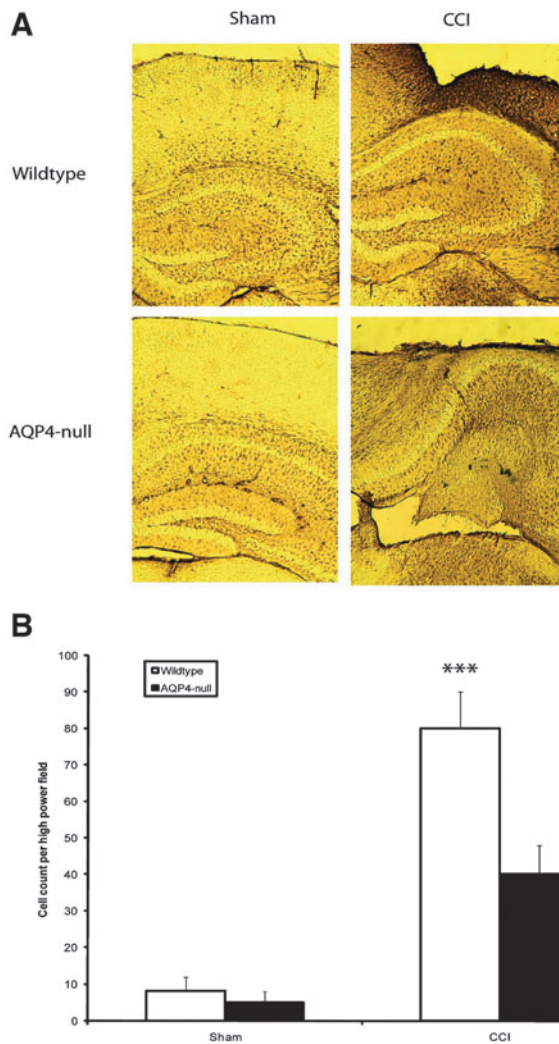 A
Sham CCI
Wildtype
AQP4-null
B
100
90
80
70
60
50
40
30
20
10
0
Cell count per high power field
Wildtype
AQP4-null
***
Sham CCI